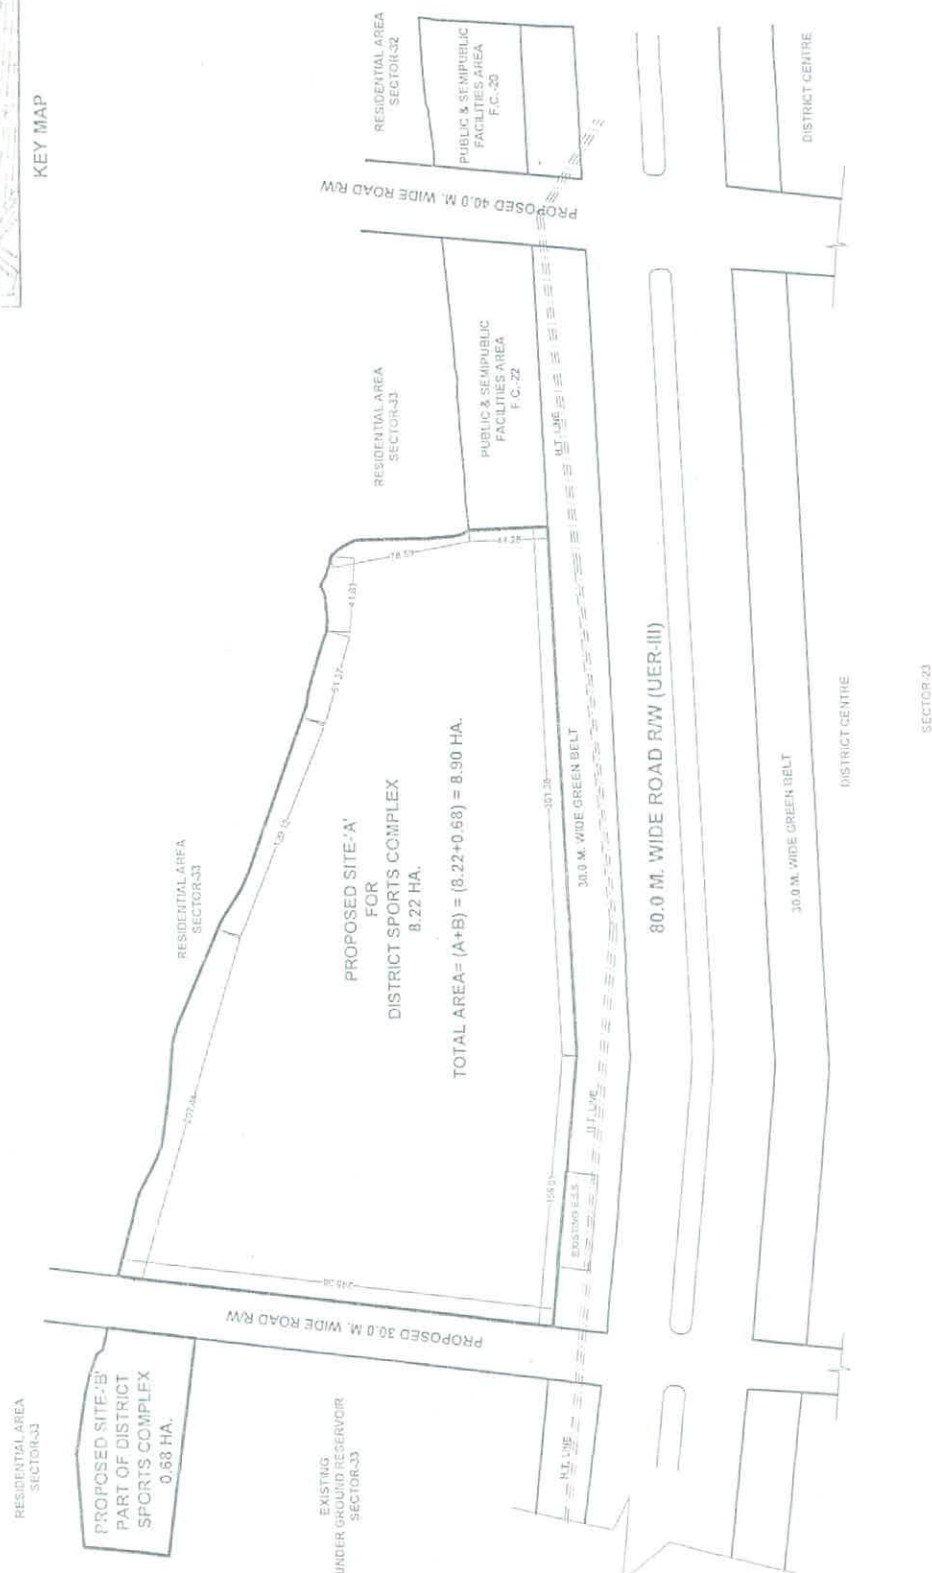 KEY MAP
RESIDENTIAL AREA
SECTOR-33
PROPOSED SITE-'B'
PART OF DISTRICT
SPORTS COMPLEX
0.68 HA.
EXISTING
UNDER GROUND RESERVOIR
SECTOR-33
PROPOSED 30.0 M. WIDE ROAD R/W
RESIDENTIAL AREA
SECTOR-33
PROPOSED SITE-'A'
FOR
DISTRICT SPORTS COMPLEX
8.22 HA.
TOTAL AREA= (A+B) = (8.22+0.68) = 8.90 HA.
EXISTING E.S.S.
H.T. LINE
H.T. LINE
H.T. LINE
30.0 M. WIDE GREEN BELT
80.0 M. WIDE ROAD R/W (UER-III)
30.0 M. WIDE GREEN BELT
DISTRICT CENTRE
SECTOR-23
RESIDENTIAL AREA
SECTOR-33
PUBLIC & SEMIPUBLIC
FACILITIES AREA
F.C.-22
PROPOSED 40.0 M. WIDE ROAD R/W
RESIDENTIAL AREA
SECTOR-32
PUBLIC & SEMIPUBLIC
FACILITIES AREA
F.C.-20
DISTRICT CENTRE